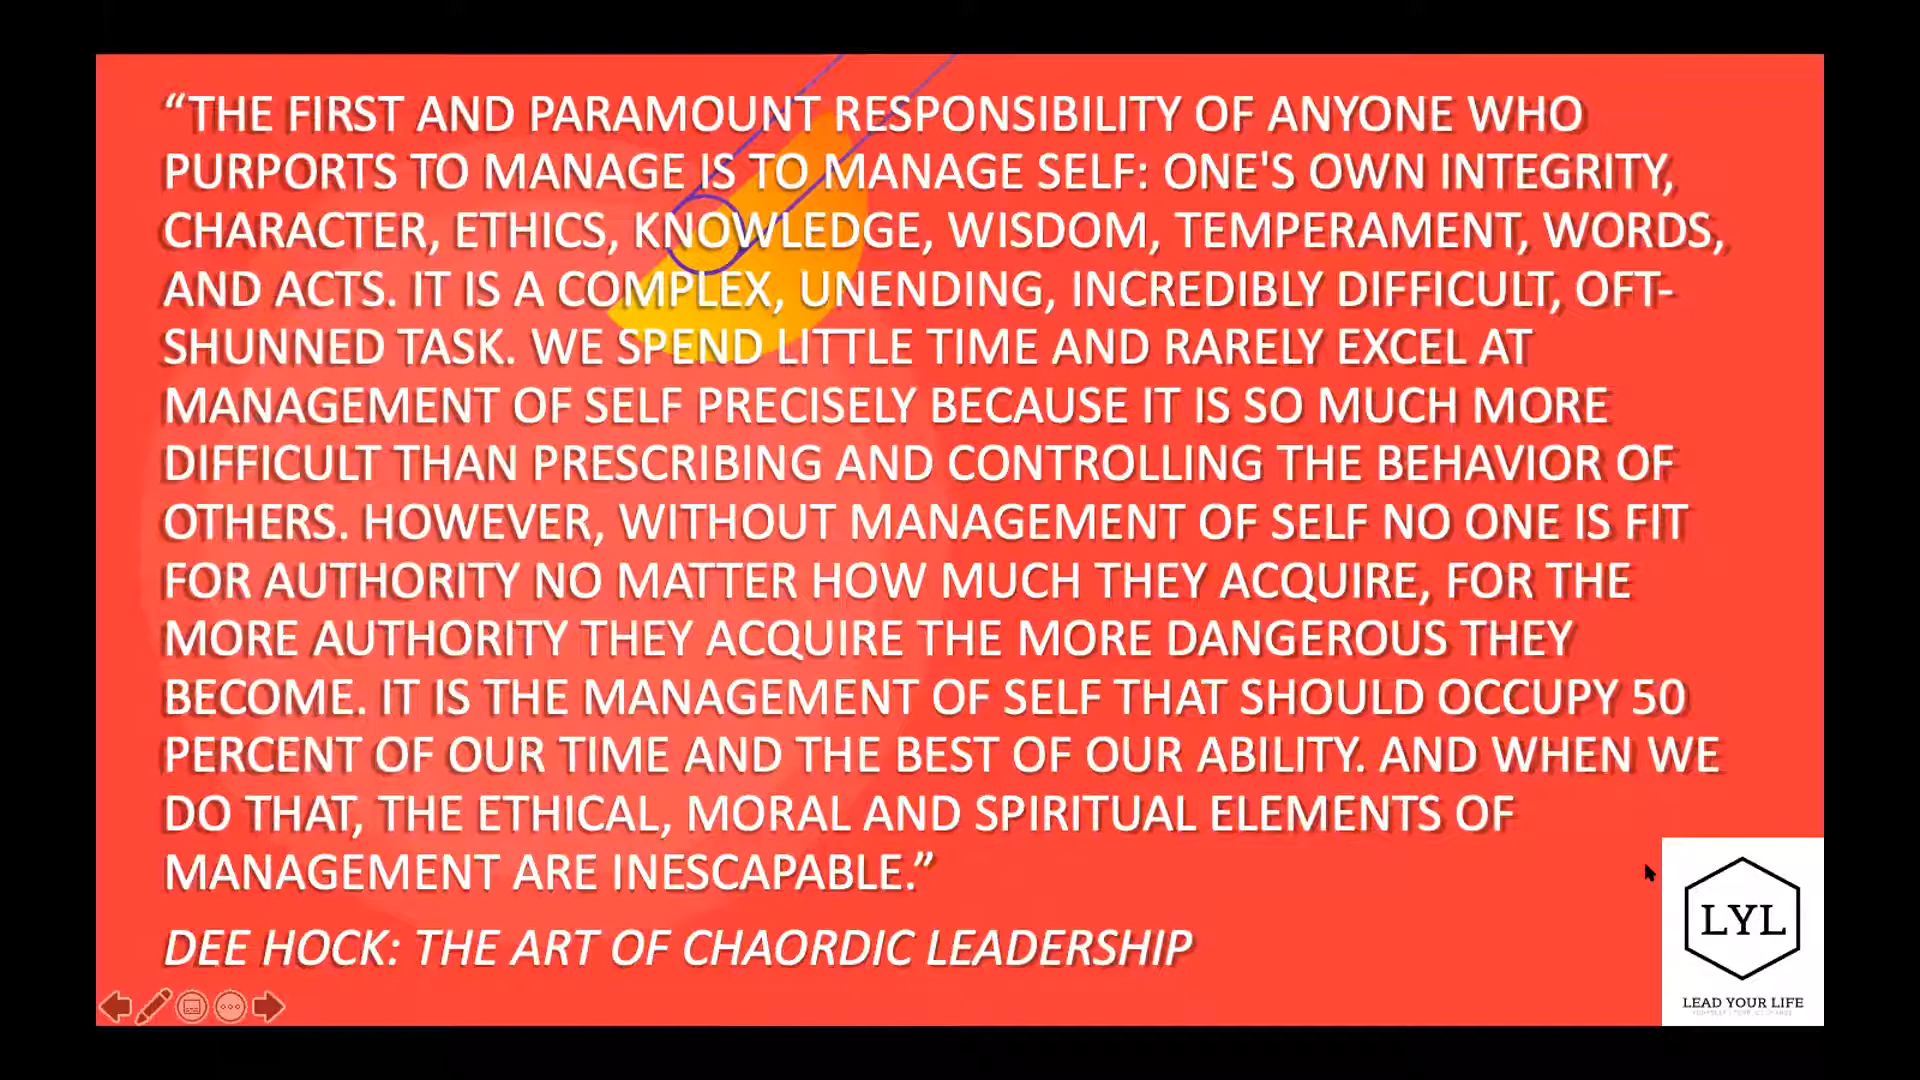 “THE FIRST AND PARAMOUNT RESPONSIBILITY OF ANYONE WHO
PURPORTS TO MANAGE IS TO MANAGE SELF: ONE'S OWN INTEGRITY,
CHARACTER, ETHICS, KNOWLEDGE, WISDOM, TEMPERAMENT, WORDS,
AND ACTS. IT IS A COMPLEX, UNENDING, INCREDIBLY DIFFICULT, OFT-
SHUNNED TASK. WE SPEND LITTLE TIME AND RARELY EXCEL AT
MANAGEMENT OF SELF PRECISELY BECAUSE IT IS SO MUCH MORE
DIFFICULT THAN PRESCRIBING AND CONTROLLING THE BEHAVIOR OF
OTHERS. HOWEVER, WITHOUT MANAGEMENT OF SELF NO ONE IS FIT
FOR AUTHORITY NO MATTER HOW MUCH THEY ACQUIRE, FOR THE
MORE AUTHORITY THEY ACQUIRE THE MORE DANGEROUS THEY
BECOME. IT IS THE MANAGEMENT OF SELF THAT SHOULD OCCUPY 50
PERCENT OF OUR TIME AND THE BEST OF OUR ABILITY. AND WHEN WE
DO THAT, THE ETHICAL, MORAL AND SPIRITUAL ELEMENTS OF
MANAGEMENT ARE INESCAPABLE.”
DEE HOCK: THE ART OF CHAORDIC LEADERSHIP
LYL
LEAD YOUR LIFE